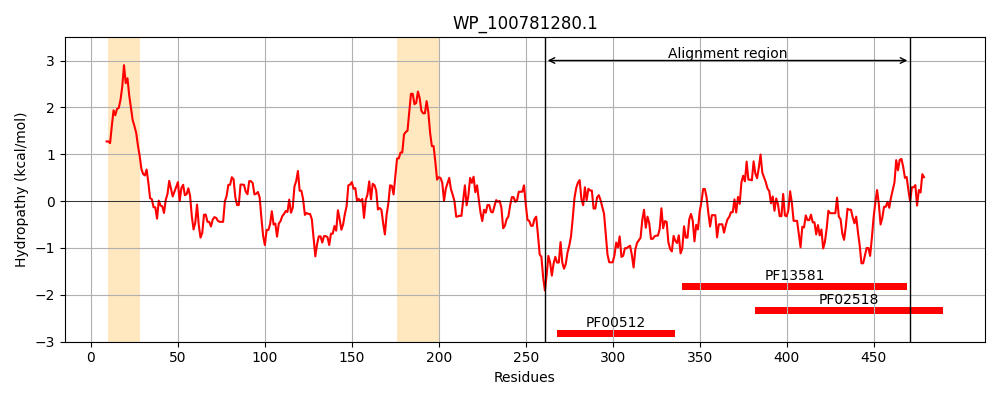 WP_100781280.1
Hydropathy (kcal/mol)
3
2
1
0
−1
−2
−3
Alignment region
PF13581
PF02518
PF00512
0 50 100 150 200 250 300 350 400 450
Residues